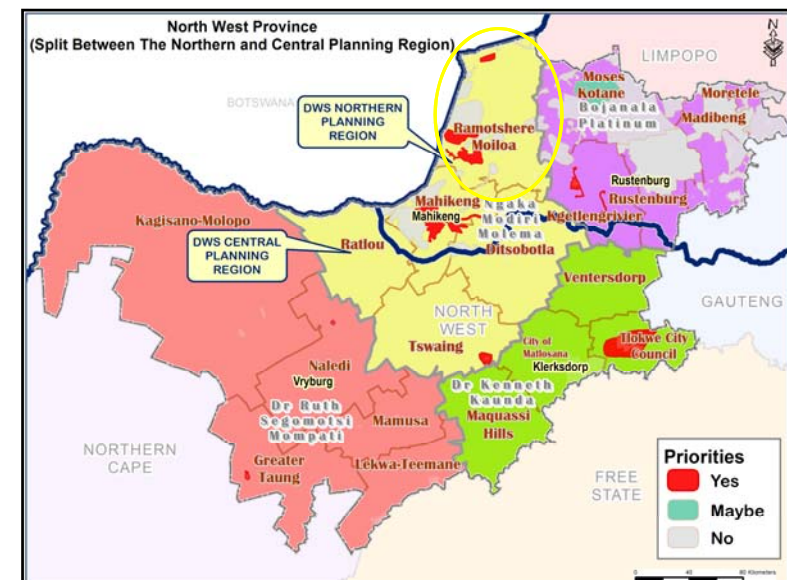 North West Province
(Split Between The Northern and Central Planning Region)
N
LIMPOPO
BOTSWANA
DWS NORTHERN
PLANNING
REGION
Moses
Kotane
Moretele
Bojanala
Platinum
Madibeng
Ramotshere
Moiloa
Rustenburg
Rustenburg
Kgetlengrivier
Mahikeng
Mahikeng
Ngaka
Modiri
Molema
Ditsobotla
Kagisano-Molopo
DWS CENTRAL
PLANNING
REGION
Ratlou
Ventersdorp
GAUTENG
NORTH
WEST
Tswaing
City of
Matlosana
Tlokwe City
Council
Klerksdorp
Naledi
Vryburg
Dr Kenneth
Kaunda
Maquassi
Hills
Dr Ruth
Segomotsi
Mompati
Mamusa
NORTHERN
CAPE
Greater
Taung
Lekwa-Teemane
FREE
STATE
Priorities
Yes
Maybe
No
0 40 80 Kilometers